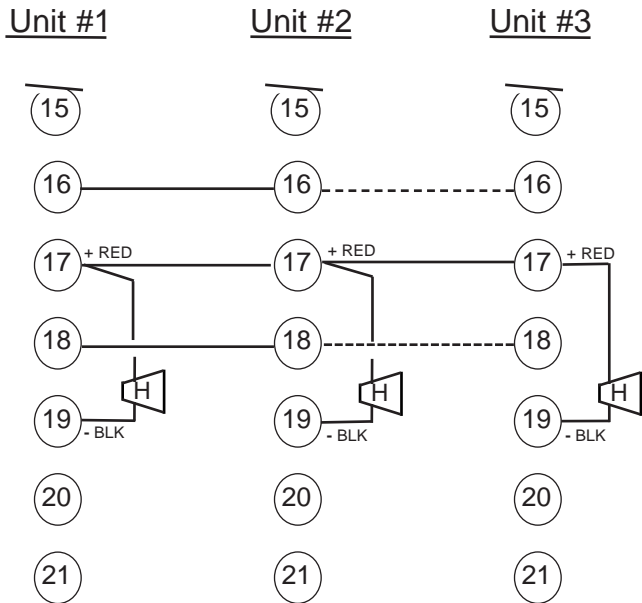 Unit #1 Unit #2 Unit #3
15 15 15
16 16 16
17 + RED 17 + RED 17 + RED
18 18 18
H H H
19 - BLK 19 - BLK 19 - BLK
20 20 20
21 21 21